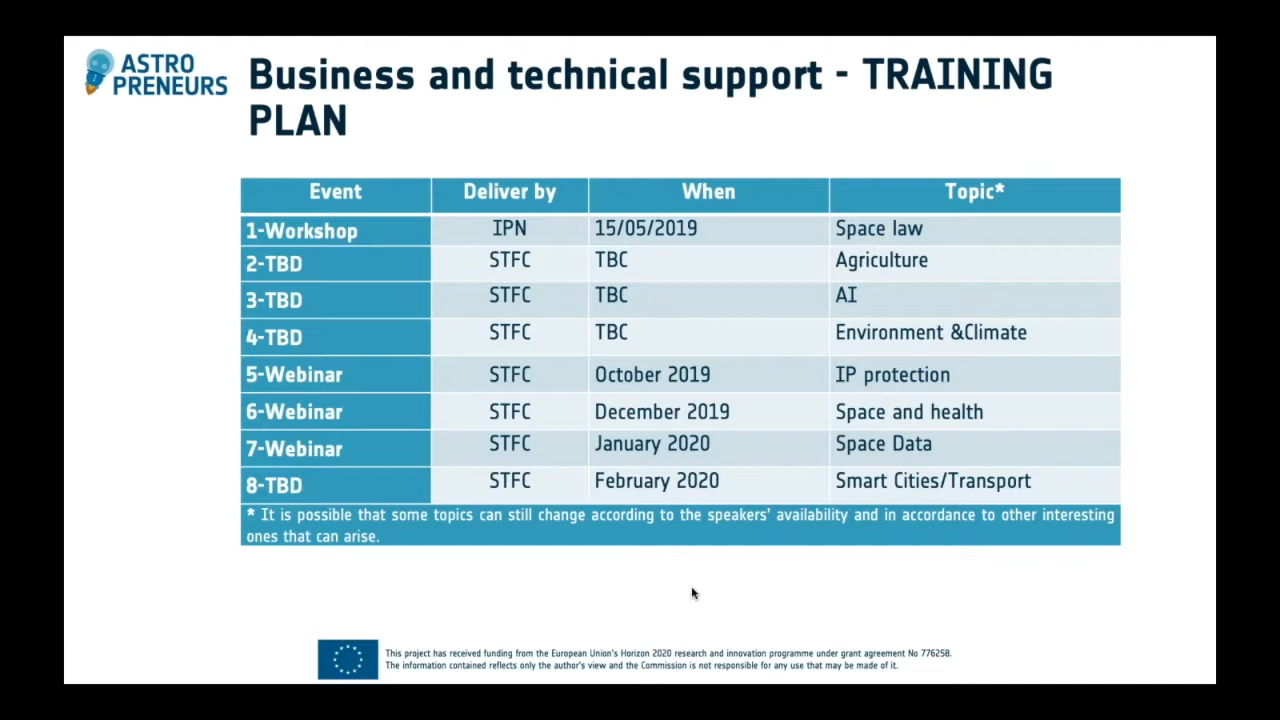 ASTRO
PRENEURS
Business and technical support - TRAINING
PLAN
Event Deliver by When Topic*
1-Workshop IPN 15/05/2019 Space law
2-TBD STFC TBC Agriculture
3-TBD STFC TBC AI
4-TBD STFC TBC Environment &Climate
5-Webinar STFC October 2019 IP protection
6-Webinar STFC December 2019 Space and health
7-Webinar STFC January 2020 Space Data
8-TBD STFC February 2020 Smart Cities/Transport
* It is possible that some topics can still change according to the speakers' availability and in accordance to other interesting
ones that can arise.
This project has received funding from the European Union's Horizon 2020 research and innovation programme under grant agreement No 776258.
The information contained reflects only the author's view and the Commission is not responsible for any use that may be made of it.